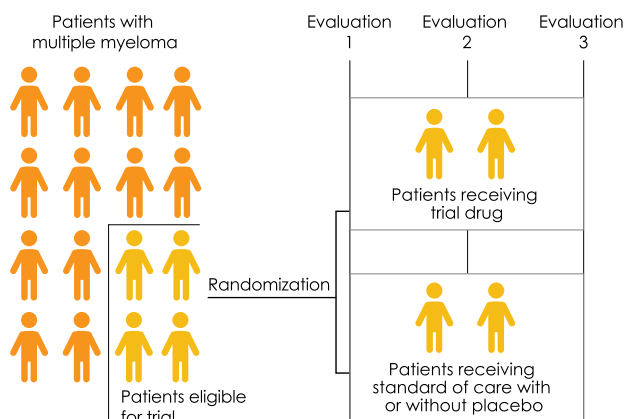 Patients with
multiple myeloma
Evaluation
1
Evaluation
2
Evaluation
3
Patients receiving
trial drug
Randomization
Patients eligible
for trial
Patients receiving
standard of care with
or without placebo